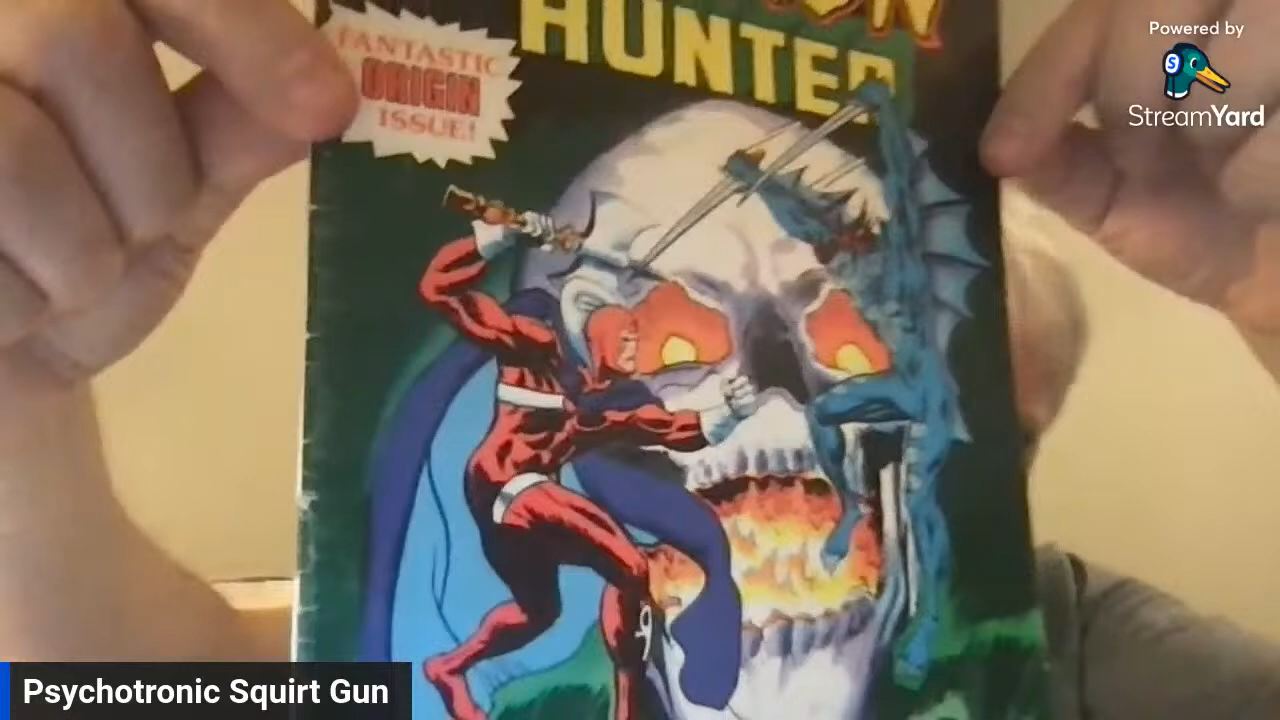 HUNTER
FANTASTIC
ORIGIN
ISSUE!
Powered by
S
StreamYard
Psychotronic Squirt Gun